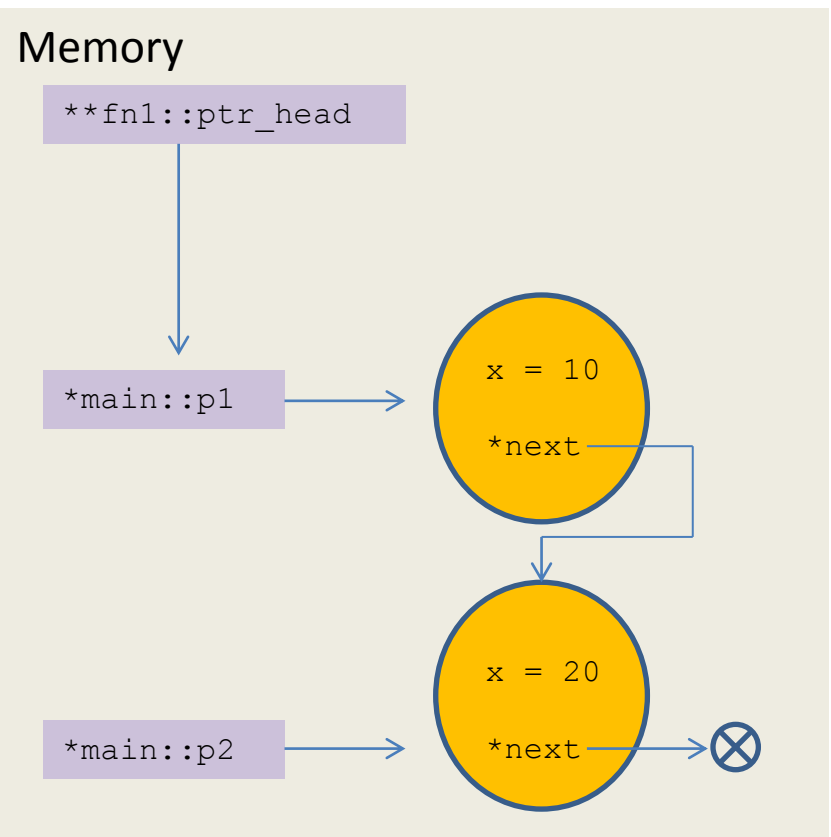 Memory
**fn1::ptr_head
*main::p1
x = 10
*next
*main::p2
x = 20
*next